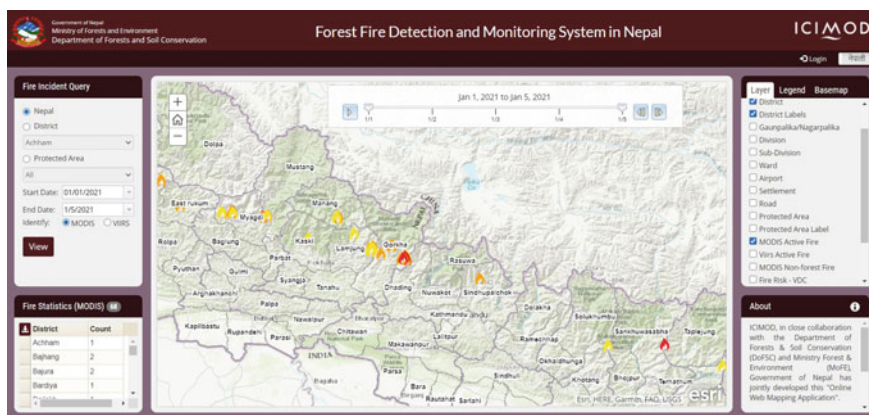 Government of Nepal
Ministry of Forests and Environment
Department of Forests and Soil Conservation
Forest Fire Detection and Monitoring System in Nepal
ICIMOD
Login
नेपाली
Fire Incident Query
Nepal
District
Achham
Protected Area
All
Start Date: 01/01/2021
End Date: 1/5/2021
Identify: MODIS VIIRS
View
Fire Statistics (MODIS)
District Count
Achham 1
Bajhang 2
Bajura 2
Bardiya 1
Jan 1, 2021 to Jan 5, 2021
1/1 1/2 1/3 1/4 1/5
Dolpa
Mustang
Manang
East rukum
Myagdi
Rolpa
Baglung
Kaski
Lamjung
Gorkha
Parbat
Pyuthan
Gulmi
Syangja
Tanahu
Dhading
Nuwakot
Rasuwa
Sindhupalchok
Arghakhanchi
Palpa
Kathmandu
Dolakha
Solukhumbu
Sankhuwasabha
Taplejung
Kapilbastu
Rupandehi
Parasi
Chitawan
Makawanpur
Lalitpur
Ramechhap
Okhaldhunga
INDIA
CHINA
Parsa
Bara
Rautahat
Sarlahi
Sindhuli
Khotang
Bhojpur
Terhathum
Esri, HERE, Garmin, FAO, USGS
esri
Layer Legend Basemap
District
District Labels
Gaunpalika/Nagarpalika
Division
Sub-Division
Ward
Airport
Settlement
Road
Protected Area
Protected Area Label
MODIS Active Fire
Virrs Active Fire
MODIS Non-forest Fire
Fire Risk - VDC
About
ICIMOD, in close collaboration
with the Department of
Forests & Soil Conservation
(DoFSC) and Ministry Forest &
Environment (MoFE),
Government of Nepal has
jointly developed this "Online
Web Mapping Application".